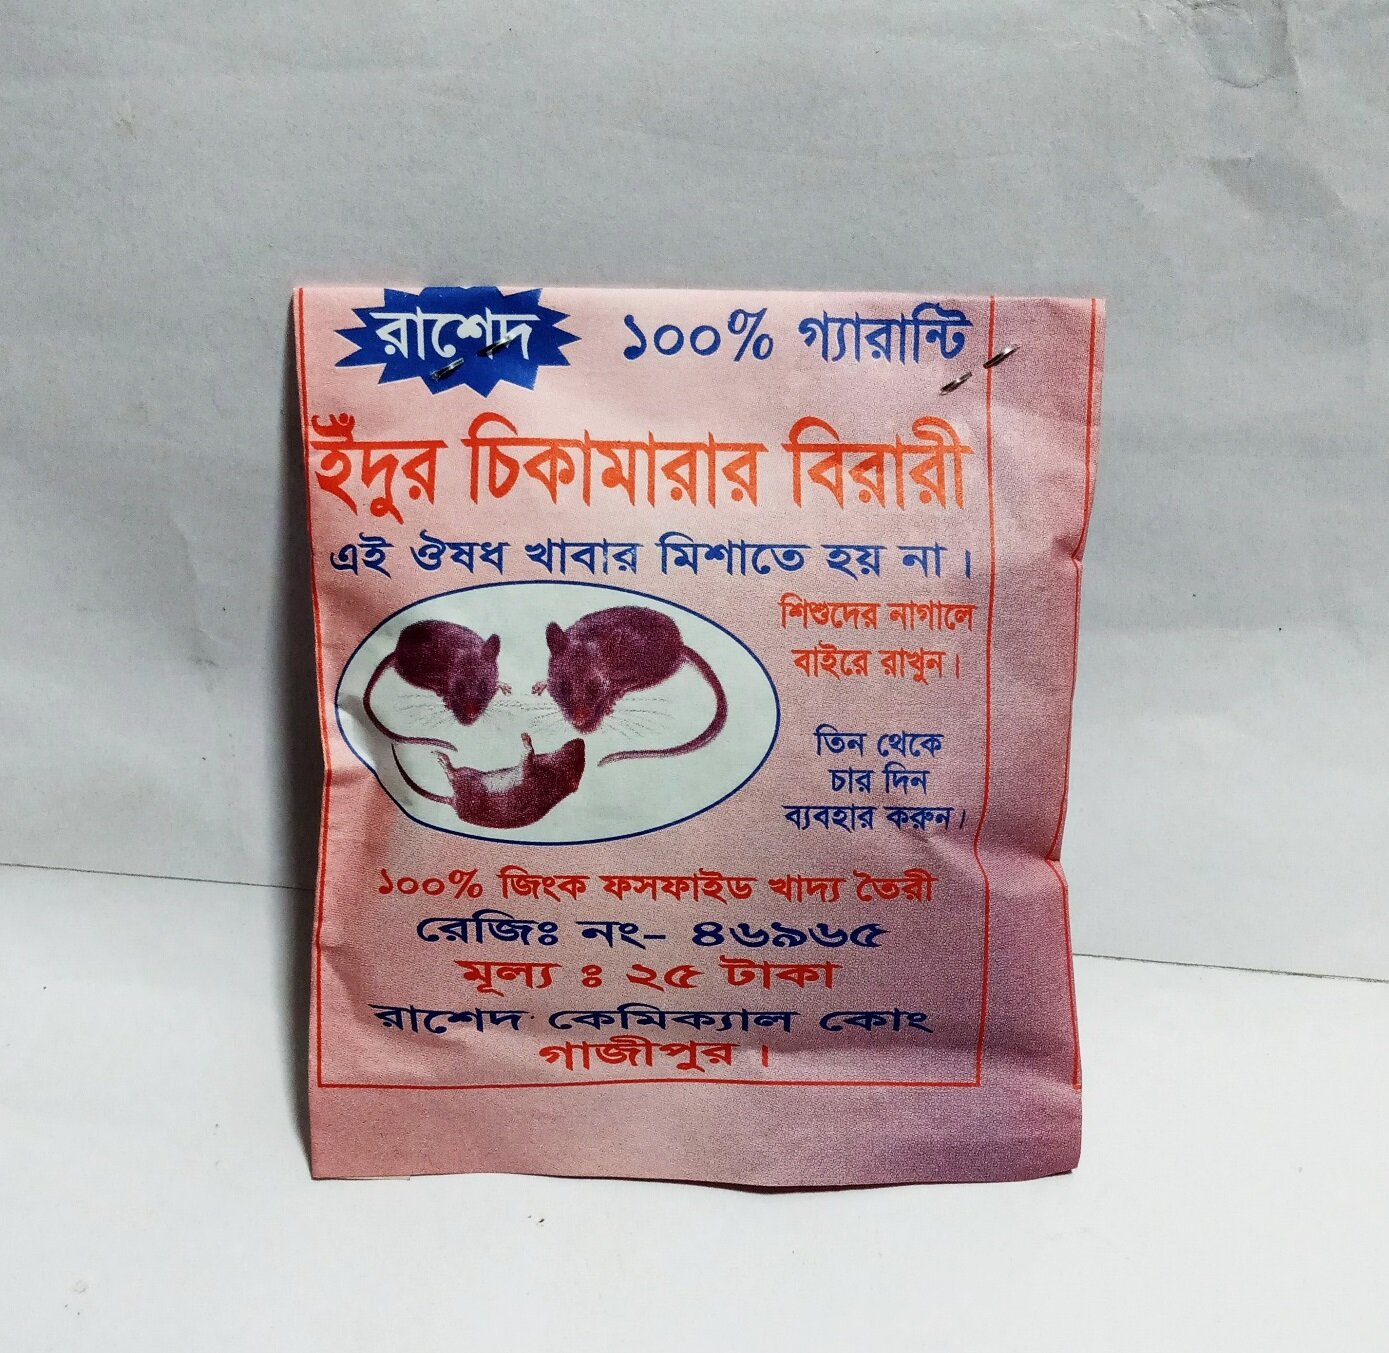 রাশেদ ১০০% গ্যারান্টি
ইঁদুর চিকামারার বিরারী
এই ঔষধ খাবার মিশাতে হয় না।
শিশুদের নাগালে
বাইরে রাখুন।
তিন থেকে
চার দিন
ব্যবহার করুন।
১০০% জিংক ফসফাইড খাদ্য তৈরী
রেজিঃ নং- ৪৬৯৬৫
মূল্য ঃ ২৫ টাকা
রাশেদ কেমিক্যাল কোং
গাজীপুর।